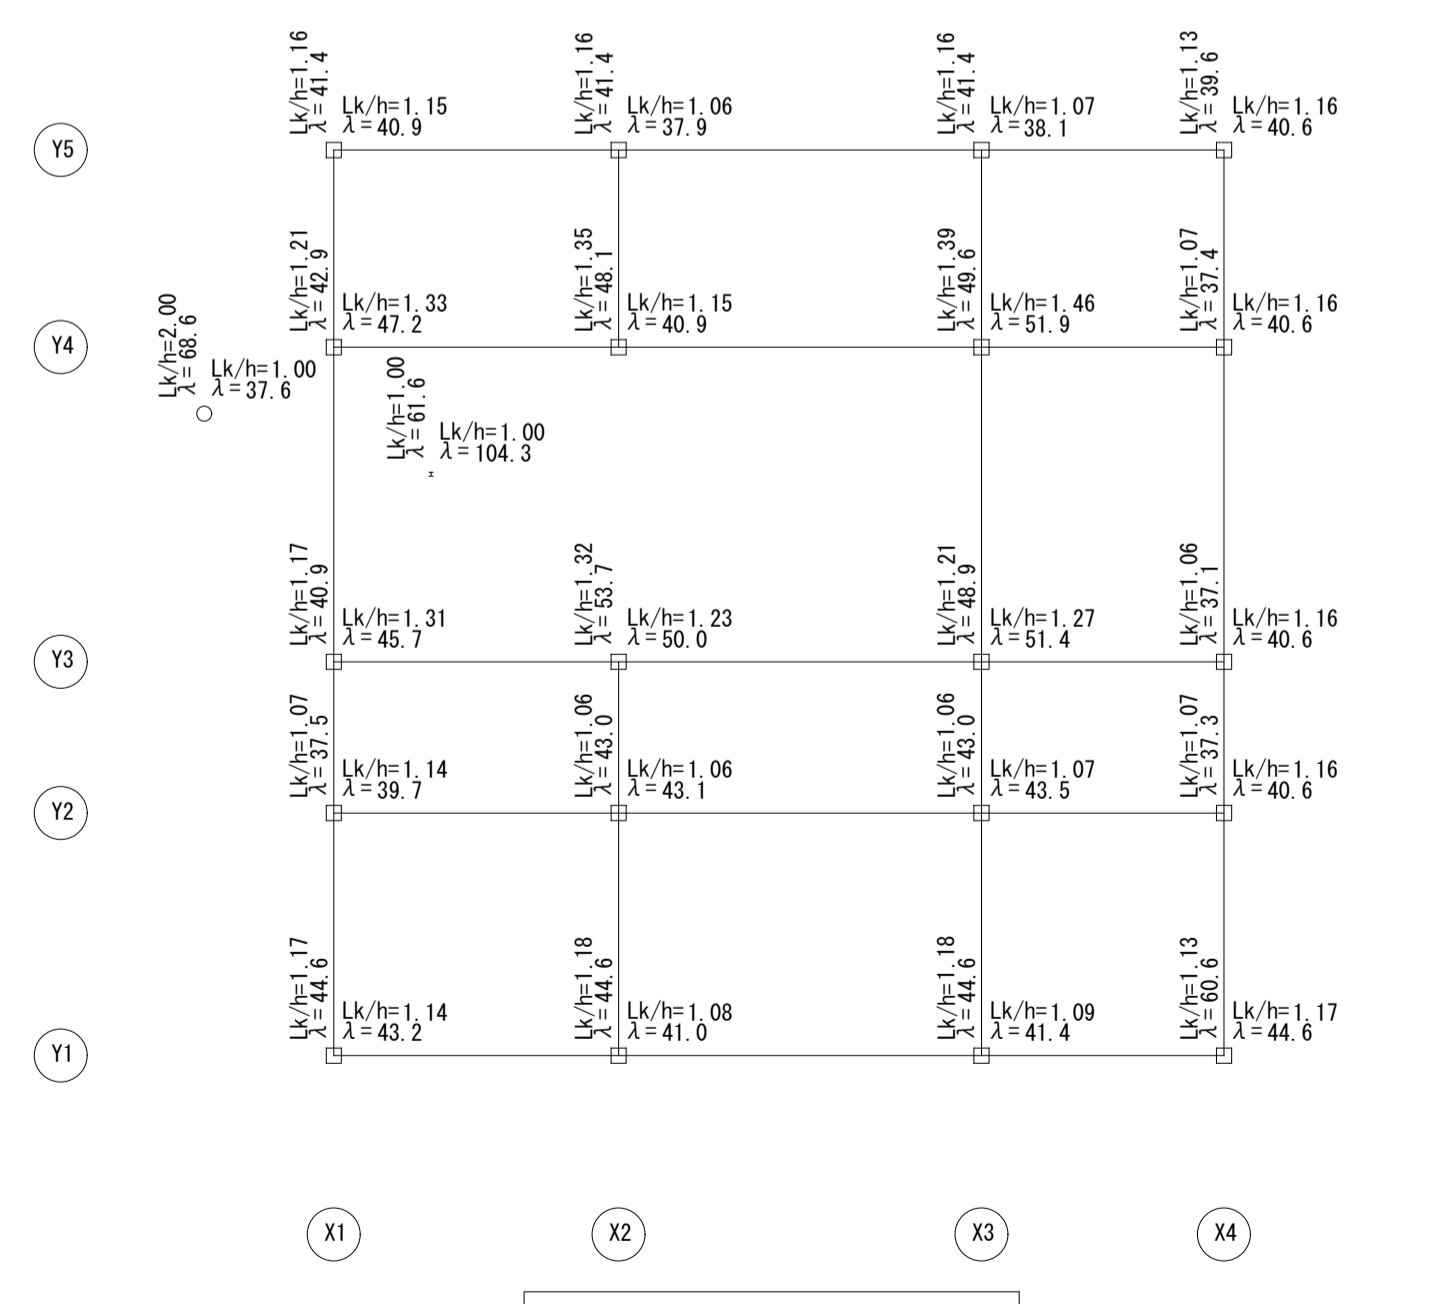 Lk/h=1.16
λ=41.4
Lk/h=1.15
λ=40.9
Lk/h=1.16
λ=41.4
Lk/h=1.06
λ=37.9
Lk/h=1.16
λ=41.4
Lk/h=1.07
λ=38.1
Lk/h=1.13
λ=39.6
Lk/h=1.16
λ=40.6
Y5
Lk/h=1.21
λ=42.9
Lk/h=1.33
λ=47.2
Lk/h=1.35
λ=48.1
Lk/h=1.15
λ=40.9
Lk/h=1.39
λ=49.6
Lk/h=1.46
λ=51.9
Lk/h=1.07
λ=37.4
Lk/h=1.16
λ=40.6
Y4
Lk/h=2.00
λ=68.6
Lk/h=1.00
λ=37.6
Lk/h=1.00
λ=61.6
Lk/h=1.00
λ=104.3
Lk/h=1.17
λ=40.9
Lk/h=1.31
λ=45.7
Lk/h=1.32
λ=53.7
Lk/h=1.23
λ=50.0
Lk/h=1.21
λ=48.9
Lk/h=1.27
λ=51.4
Lk/h=1.06
λ=37.1
Lk/h=1.16
λ=40.6
Y3
Lk/h=1.07
λ=37.5
Lk/h=1.14
λ=39.7
Lk/h=1.06
λ=43.0
Lk/h=1.06
λ=43.1
Lk/h=1.06
λ=43.0
Lk/h=1.07
λ=43.5
Lk/h=1.07
λ=37.3
Lk/h=1.16
λ=40.6
Y2
Lk/h=1.17
λ=44.6
Lk/h=1.14
λ=43.2
Lk/h=1.18
λ=44.6
Lk/h=1.08
λ=41.0
Lk/h=1.18
λ=44.6
Lk/h=1.09
λ=41.4
Lk/h=1.13
λ=60.6
Lk/h=1.17
λ=44.6
Y1
X1
X2
X3
X4